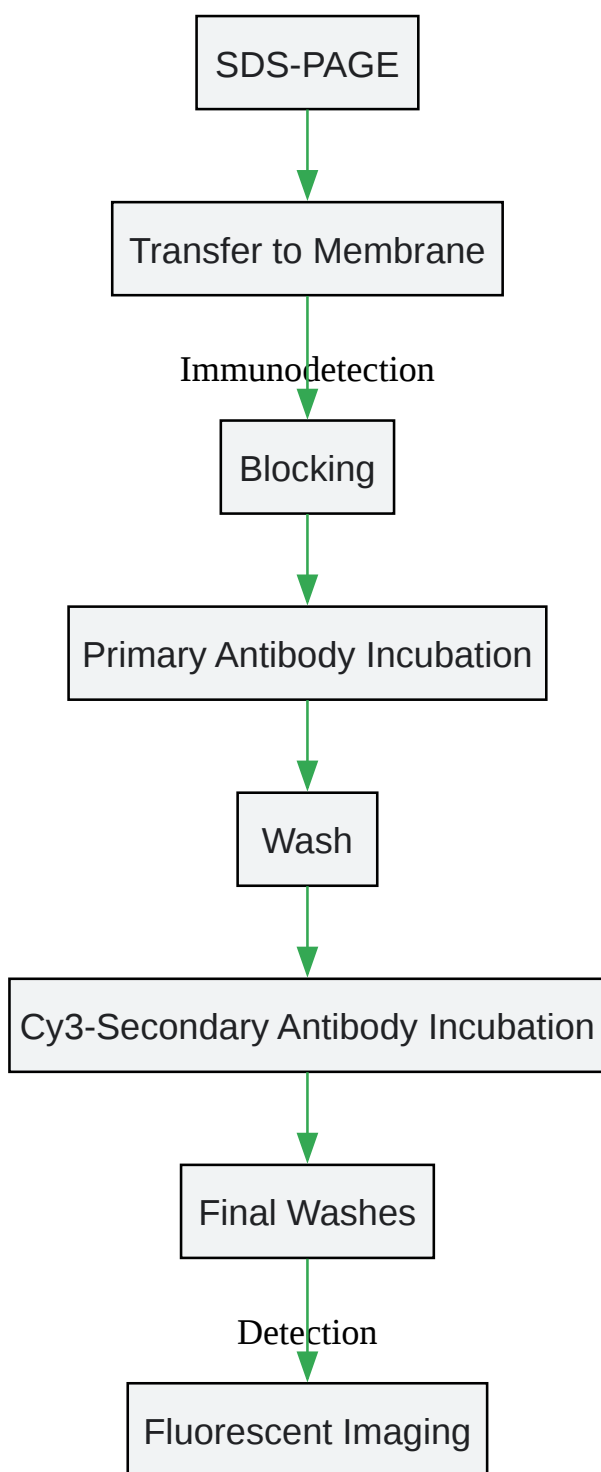 SDS-PAGE
Transfer to Membrane
Immunodetection
Blocking
Primary Antibody Incubation
Wash
Cy3-Secondary Antibody Incubation
Final Washes
Detection
Fluorescent Imaging